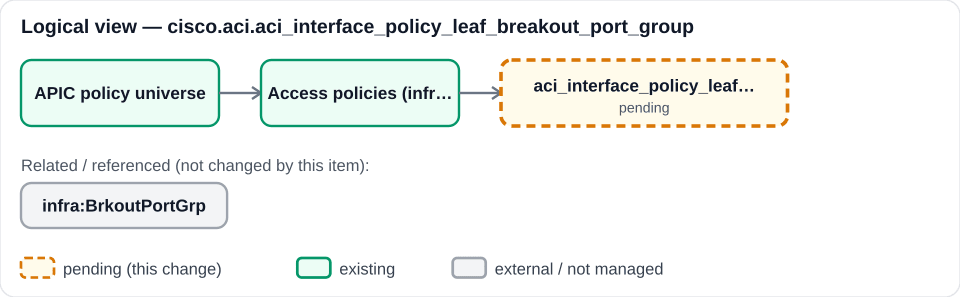 Logical view — cisco.aci.aci_interface_policy_leaf_breakout_port_group
APIC policy universe
Access policies (infr…
aci_interface_policy_leaf…
pending
Related / referenced (not changed by this item):
infra:BrkoutPortGrp
pending (this change)
existing
external / not managed